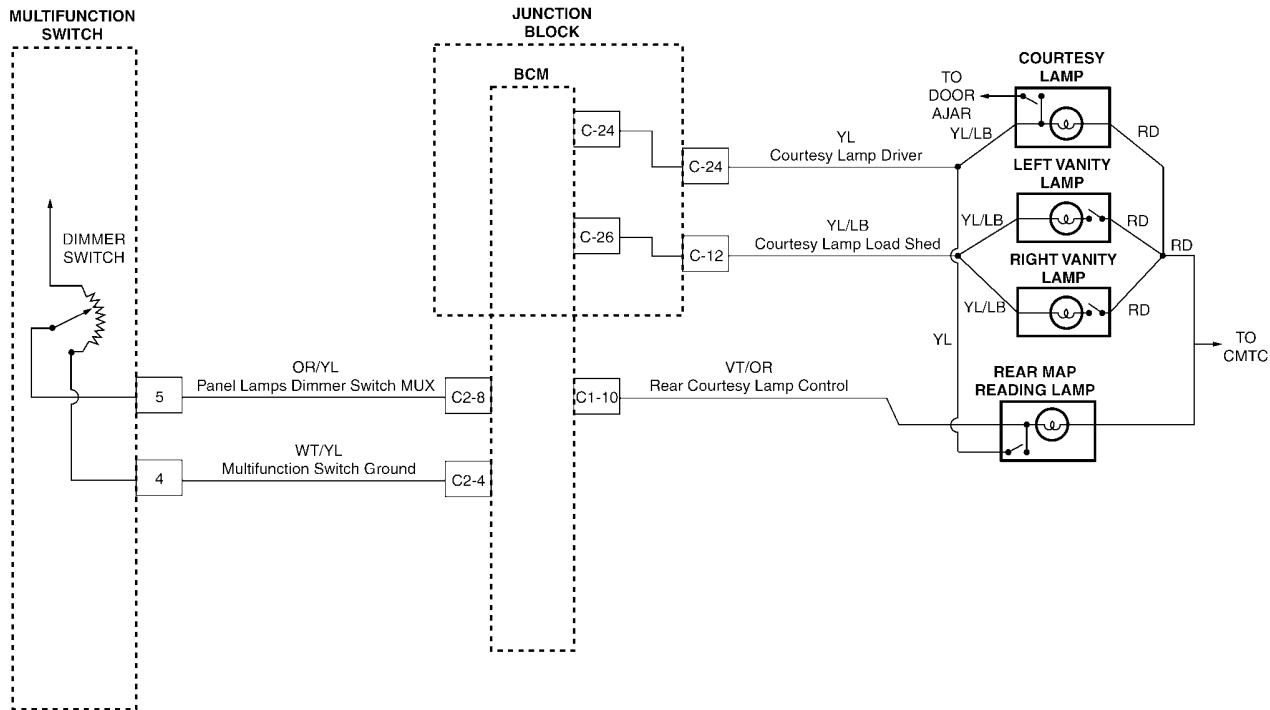 MULTIFUNCTION
SWITCH
JUNCTION
BLOCK
BCM
COURTESY
LAMP
TO
DOOR
AJAR
C-24
YL/LB
RD
YL
Courtesy Lamp Driver
C-24
LEFT VANITY
LAMP
YL/LB
RD
DIMMER
SWITCH
C-26
YL/LB
Courtesy Lamp Load Shed
C-12
RD
RIGHT VANITY
LAMP
YL/LB
RD
YL
TO
CMTC
OR/YL
Panel Lamps Dimmer Switch MUX
5
C2-8
C1-10
VT/OR
Rear Courtesy Lamp Control
REAR MAP
READING LAMP
WT/YL
Multifunction Switch Ground
4
C2-4